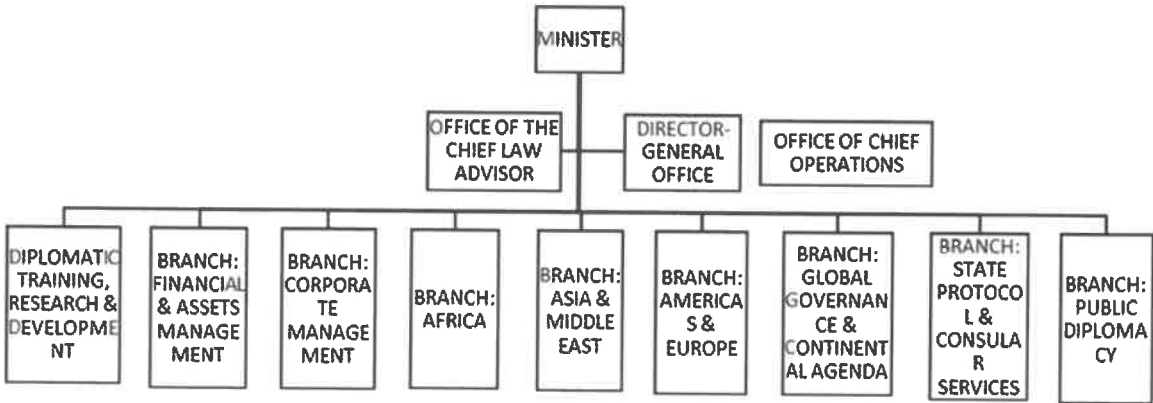 MINISTER
OFFICE OF THE
CHIEF LAW
ADVISOR
DIRECTOR-
GENERAL
OFFICE
OFFICE OF CHIEF
OPERATIONS
DIPLOMATIC
TRAINING,
RESEARCH &
DEVELOPME
NT
BRANCH:
FINANCIAL
& ASSETS
MANAGE
MENT
BRANCH:
CORPORA
TE
MANAGE
MENT
BRANCH:
AFRICA
BRANCH:
ASIA &
MIDDLE
EAST
BRANCH:
AMERICA
S &
EUROPE
BRANCH:
GLOBAL
GOVERNAN
CE &
CONTINENT
AL AGENDA
BRANCH:
STATE
PROTOCO
L &
CONSULA
R
SERVICES
BRANCH:
PUBLIC
DIPLOMA
CY